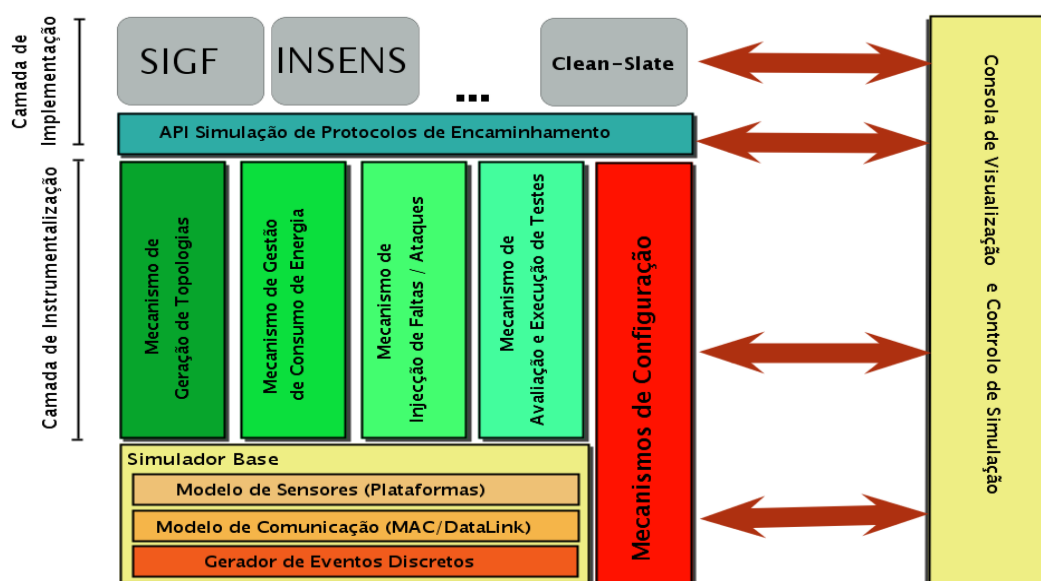 Camada de
Implementação
SIGF
INSENS
...
Clean-Slate
API Simulação de Protocolos de Encaminhamento
Camada de Instrumentalização
Mecanismo de
Geração de Topologias
Mecanismo de Gestão
de Consumo de Energia
Mecanismo de
Injecção de Faltas / Ataques
Mecanismo de
Avaliação e Execução de Testes
Mecanismos de Configuração
Simulador Base
Modelo de Sensores (Plataformas)
Modelo de Comunicação (MAC/DataLink)
Gerador de Eventos Discretos
Consola de Visualização e Controlo de Simulação